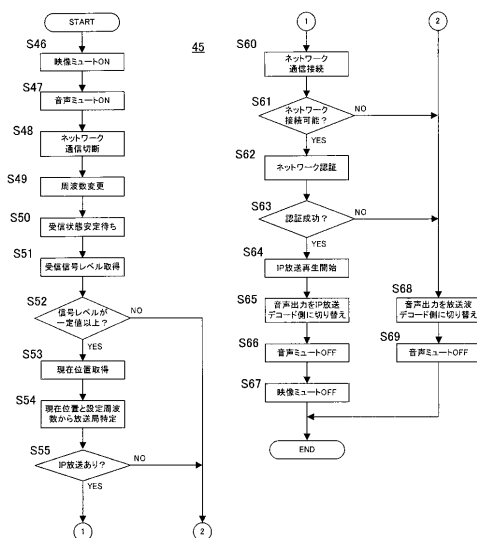 START
45
S46
映像ミュートON
S47
音声ミュートON
S48
ネットワーク
通信切断
S49
周波数変更
S50
受信状態安定待ち
S51
受信信号レベル取得
S52
信号レベルが
一定値以上?
NO
YES
S53
現在位置取得
S54
現在位置と設定周波
数から放送局特定
S55
IP放送あり?
NO
YES
1
2
1
2
S60
ネットワーク
通信接続
S61
ネットワーク
接続可能?
NO
YES
S62
ネットワーク認証
S63
認証成功?
NO
YES
S64
IP放送再生開始
S65
音声出力をIP放送
デコード側に切り替え
S66
音声ミュートOFF
S67
映像ミュートOFF
S68
音声出力を放送波
デコード側に切り替え
S69
音声ミュートOFF
END